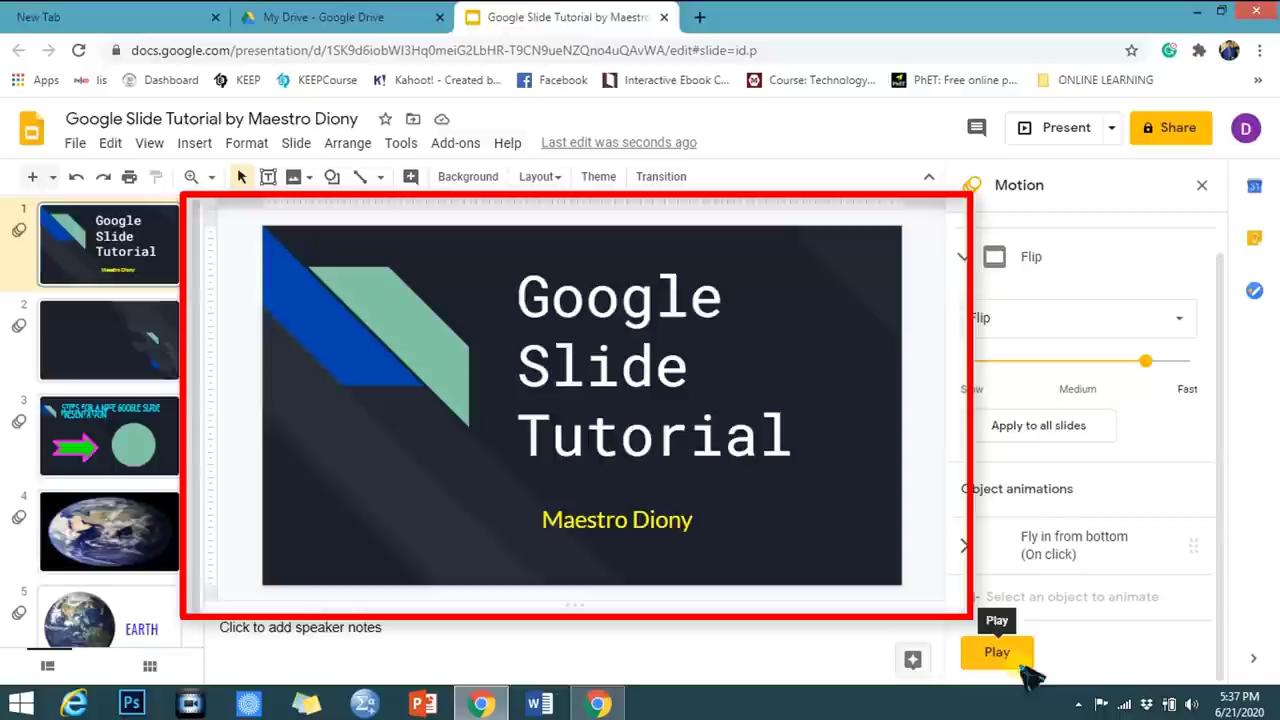 New Tab
My Drive - Google Drive
Google Slide Tutorial by Maestro
docs.google.com/presentation/d/1SK9d6iobWI3Hq0meiG2LbHR-T9CN9ueNZQno4uQAvWA/edit#slide=id.p
Apps
lis
Dashboard
KEEP
KEEPCourse
Kahoot! - Created b...
Facebook
Interactive Ebook C...
Course: Technology...
PhET: Free online p...
ONLINE LEARNING
Google Slide Tutorial by Maestro Diony
Present
Share
D
File Edit View Insert Format Slide Arrange Tools Add-ons Help Last edit was seconds ago
Background Layout Theme Transition
Motion
1
Google
Slide
Tutorial
Maestro Diony
2
3
STEPS FOR A NICE GOOGLE SLIDE
PRESENTATION
4
5
EARTH
Google
Slide
Tutorial
Maestro Diony
Click to add speaker notes
Flip
Flip
Medium
Fast
Apply to all slides
Object animations
Fly in from bottom
(On click)
Select an object to animate
Play
Play
5:37 PM
6/21/2020